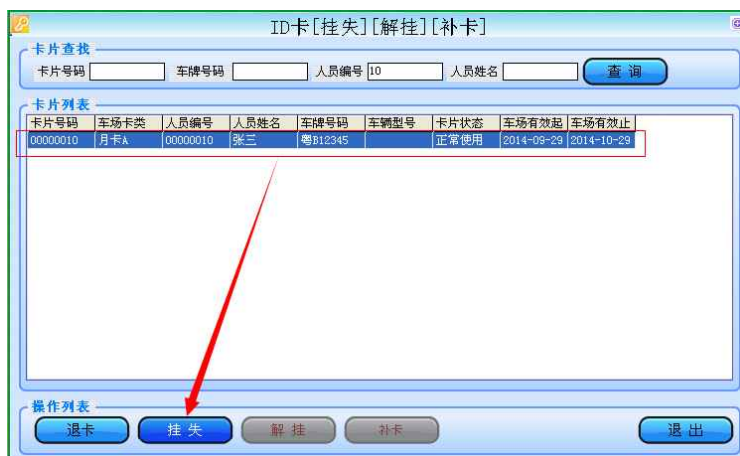 ID卡[挂失][解挂][补卡]
卡片查找
卡片号码 车牌号码 人员编号 10 人员姓名 查 询
卡片列表
卡片号码 车场卡类 人员编号 人员姓名 车牌号码 车辆型号 卡片状态 车场有效起 车场有效止
00000010 月卡A 00000010 张三 粤B12345 正常使用 2014-09-29 2014-10-29
操作列表
退卡 挂 失 解 挂 补卡 退 出